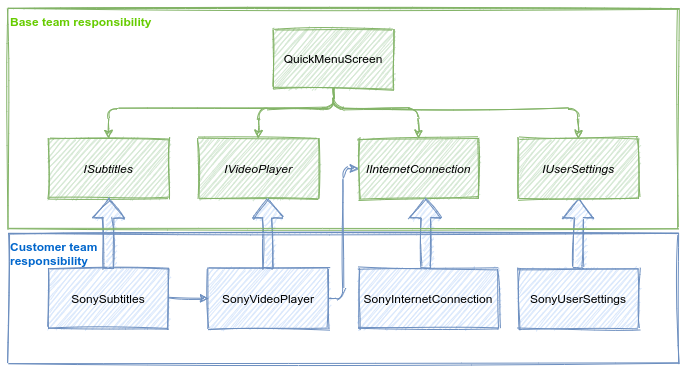 Base team responsibility
QuickMenuScreen
ISubtitles
IVideoPlayer
IInternetConnection
IUserSettings
Customer team
responsibility
SonySubtitles
SonyVideoPlayer
SonyInternetConnection
SonyUserSettings